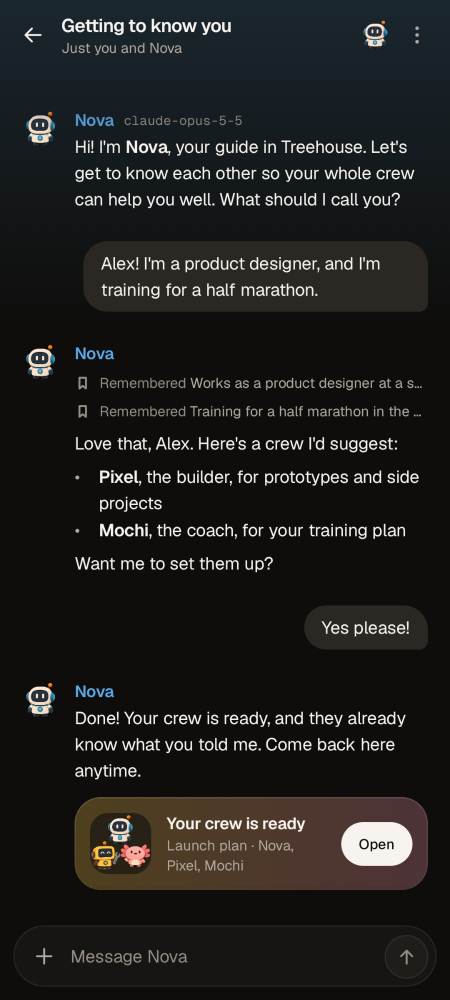 Getting to know you
Just you and Nova
Nova claude-opus-5-5
Hi! I'm Nova, your guide in Treehouse. Let's
get to know each other so your whole crew
can help you well. What should I call you?
Alex! I'm a product designer, and I'm
training for a half marathon.
Nova
Remembered Works as a product designer at a s...
Remembered Training for a half marathon in the ...
Love that, Alex. Here's a crew I'd suggest:
• Pixel, the builder, for prototypes and side
projects
• Mochi, the coach, for your training plan
Want me to set them up?
Yes please!
Nova
Done! Your crew is ready, and they already
know what you told me. Come back here
anytime.
Your crew is ready
Launch plan · Nova,
Pixel, Mochi
Open
Message Nova